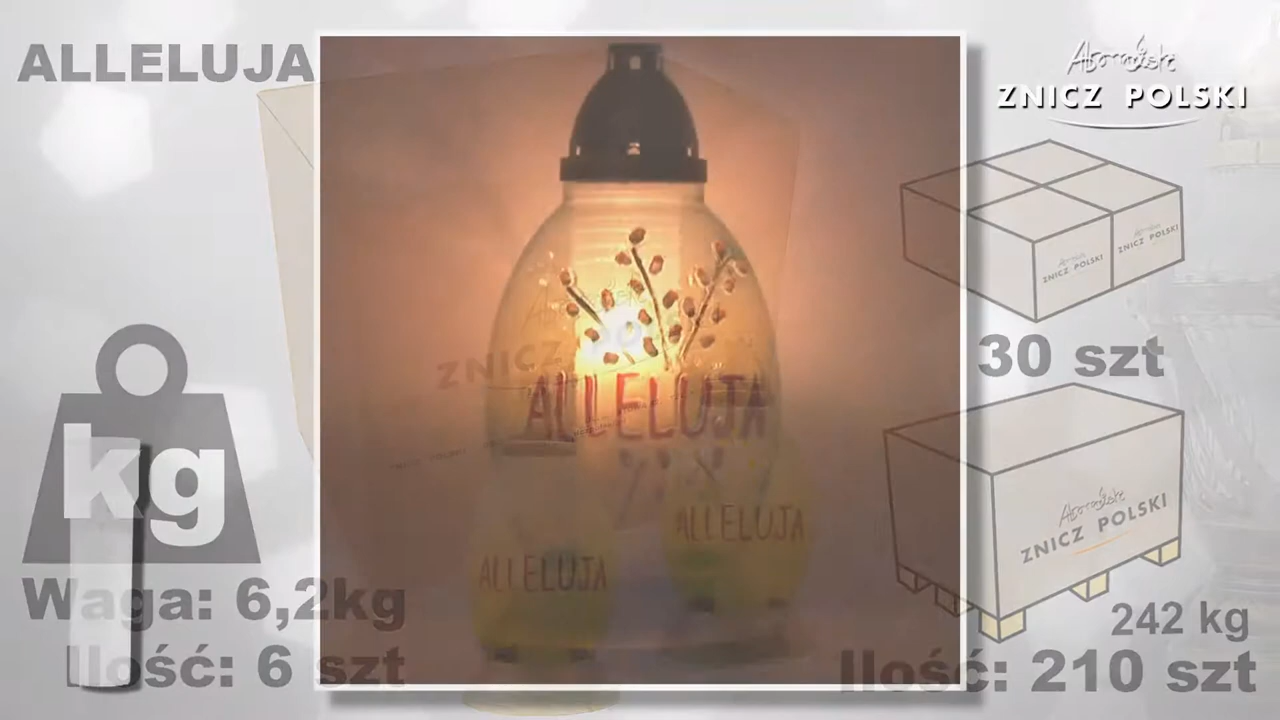 ALLELUJA
ZNICZ POLSKI
ZNICZ POLSKI
ZNICZ POLSKI
30 szt
ZNICZ
ALLELUJA
kg
ALLELUJA
ALLELUJA
ZNICZ POLSKI
Waga: 6,2kg
Ilość: 6 szt
242 kg
Ilość: 210 szt